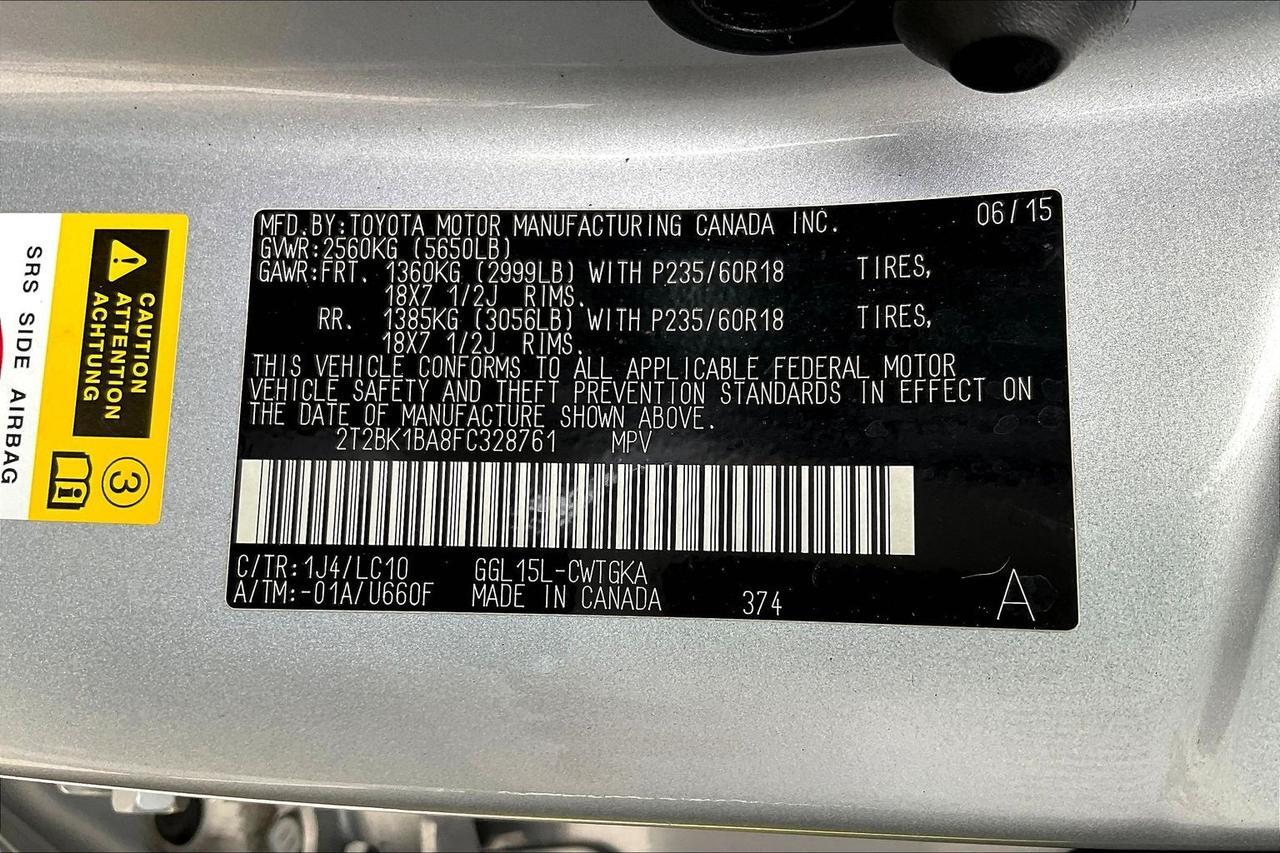 MFD.BY:TOYOTA MOTOR MANUFACTURING CANADA INC. 06/15
GVWR:2560KG (5650LB)
GAWR:FRT. 1360KG (2999LB) WITH P235/60R18 TIRES,
18X7 1/2J RIMS.
RR. 1385KG (3056LB) WITH P235/60R18 TIRES,
18X7 1/2J RIMS.
THIS VEHICLE CONFORMS TO ALL APPLICABLE FEDERAL MOTOR
VEHICLE SAFETY AND THEFT PREVENTION STANDARDS IN EFFECT ON
THE DATE OF MANUFACTURE SHOWN ABOVE.
2T2BK1BA8FC328761 MPV
C/TR:1J4/LC10 GGL15L-CWTGKA
A/TM:-01A/U660F MADE IN CANADA 374 A
CAUTION
ATTENTION
ACHTUNG
3
i
SRS SIDE AIRBAG